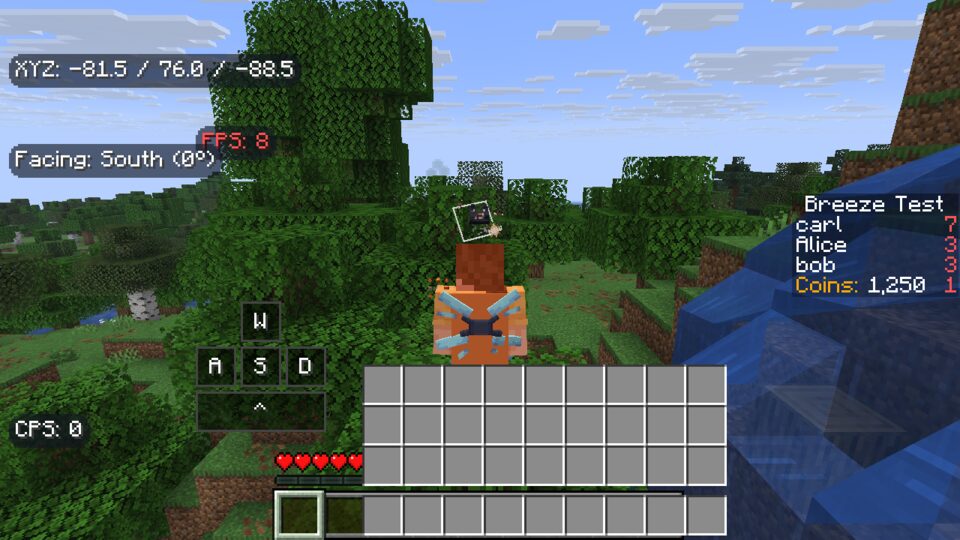 XYZ: -81.5 / 76.0 / -88.5
FPS: 8
Facing: South (0°)
Breeze Test
carl 7
Alice 3
bob 3
Coins: 1,250 1
W
A S D
^
CPS: 0